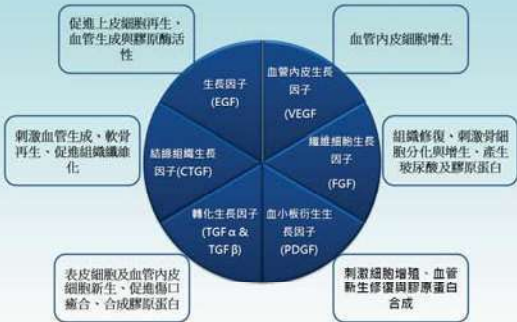 促進上皮細胞再生、
血管生成與膠原酶活
性
血管內皮細胞增生
生長因子
(EGF)
血管內皮生長
因子
(VEGF
刺激血管生成、軟骨
再生、促進組織纖維
化
結締組織生長
因子(CTGF)
纖維細胞生長
因子
(FGF)
組織修復、刺激骨細
胞分化與增生、產生
玻尿酸及膠原蛋白
轉化生長因子
(TGF α &
TGF β)
血小板衍生生
長因子
(PDGF)
表皮細胞及血管內皮
細胞新生、促進傷口
癒合、合成膠原蛋白
刺激細胞增殖、血管
新生修復與膠原蛋白
合成